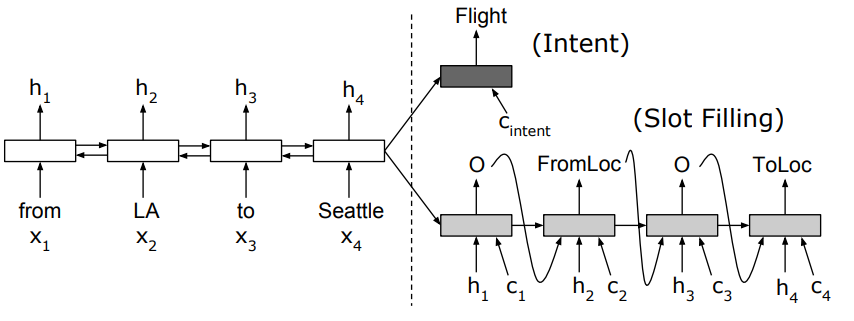 Flight
(Intent)
h1 h2 h3 h4
cintent
(Slot Filling)
O FromLoc O ToLoc
from LA to Seattle
x1 x2 x3 x4
h1 c1 h2 c2 h3 c3 h4 c4